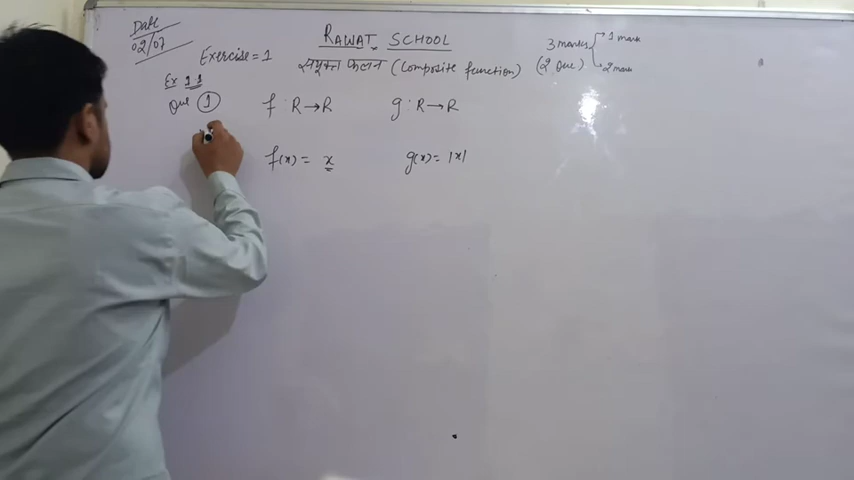 Date
02/07
RAWAT SCHOOL
Exercise = 1
संयुक्त फलन (Composite function)
3 marks → 1 mark
(2 Que) → 2 mark
Ex 1.1
Que 1 f : R → R g : R → R
f(x) = x g(x) = |x|